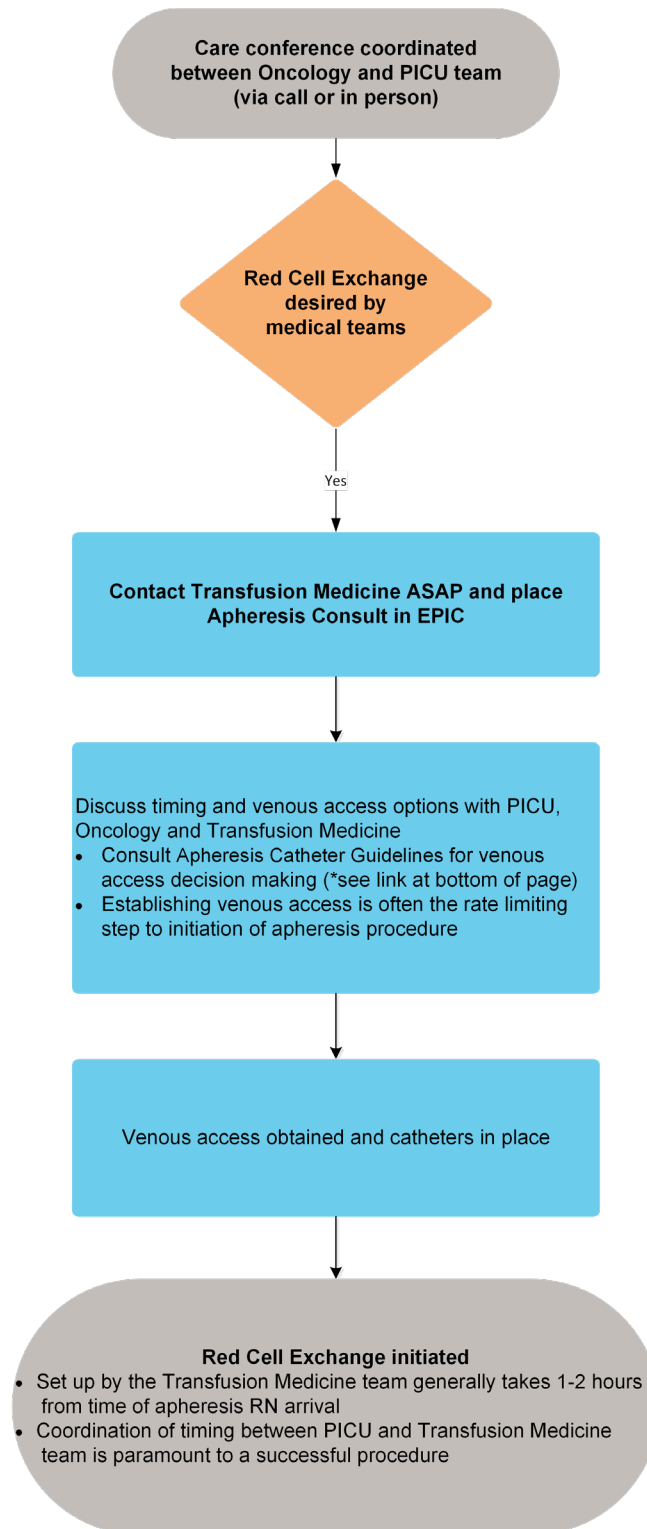 Care conference coordinated
between Oncology and PICU team
(via call or in person)
Red Cell Exchange
desired by
medical teams
Yes
Contact Transfusion Medicine ASAP and place
Apheresis Consult in EPIC
Discuss timing and venous access options with PICU,
Oncology and Transfusion Medicine
• Consult Apheresis Catheter Guidelines for venous
access decision making (*see link at bottom of page)
• Establishing venous access is often the rate limiting
step to initiation of apheresis procedure
Venous access obtained and catheters in place
Red Cell Exchange initiated
• Set up by the Transfusion Medicine team generally takes 1-2 hours
from time of apheresis RN arrival
• Coordination of timing between PICU and Transfusion Medicine
team is paramount to a successful procedure